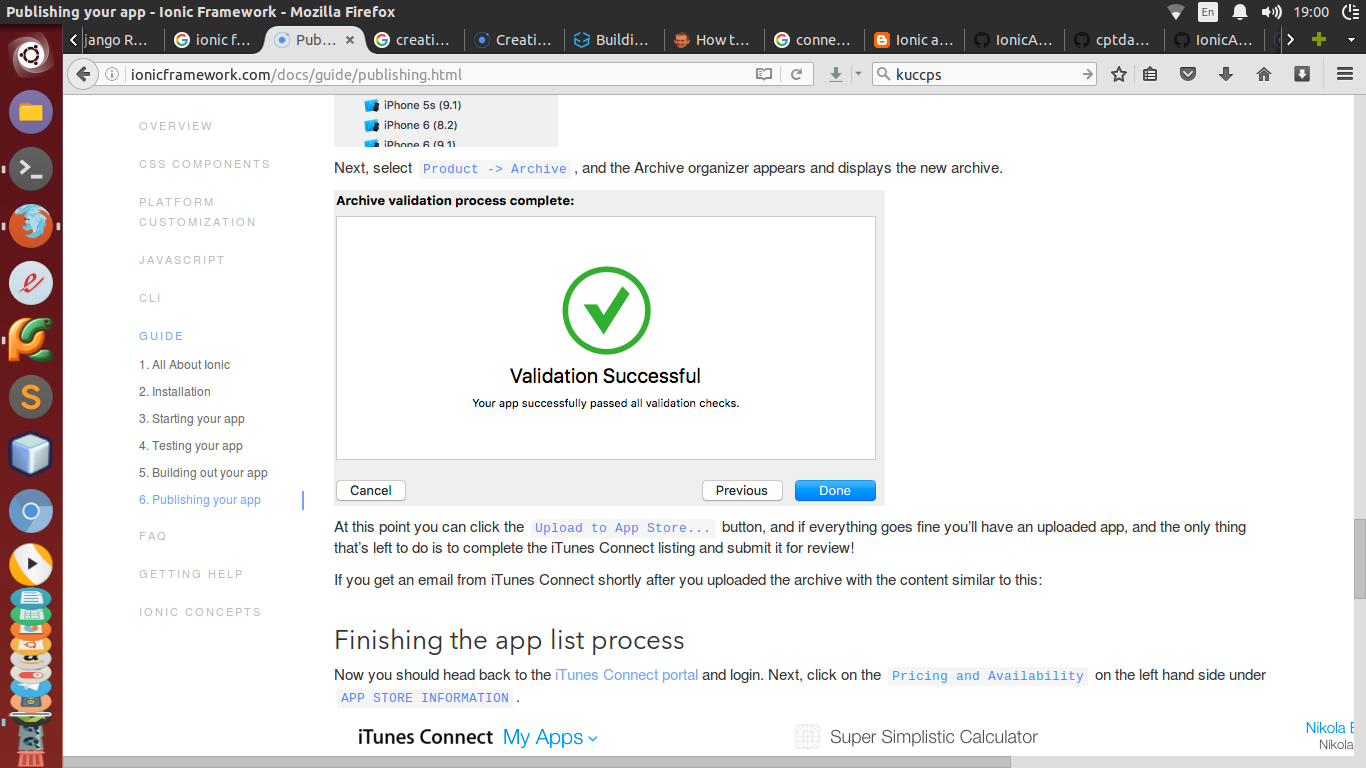 Publishing your app - Ionic Framework - Mozilla Firefox
En
19:00
jango R...
ionic f...
Pub...
creati...
Creati...
Buildi...
How t...
conne...
Ionic a...
IonicA...
cptda...
IonicA...
ionicframework.com/docs/guide/publishing.html
kuccps
OVERVIEW
CSS COMPONENTS
PLATFORM
CUSTOMIZATION
JAVASCRIPT
CLI
GUIDE
1. All About Ionic
2. Installation
3. Starting your app
4. Testing your app
5. Building out your app
6. Publishing your app
FAQ
GETTING HELP
IONIC CONCEPTS
iPhone 5s (9.1)
iPhone 6 (8.2)
iPhone 6 (9.1)
Next, select Product -> Archive , and the Archive organizer appears and displays the new archive.
Archive validation process complete:
Validation Successful
Your app successfully passed all validation checks.
Cancel
Previous
Done
At this point you can click the Upload to App Store... button, and if everything goes fine you'll have an uploaded app, and the only thing
that's left to do is to complete the iTunes Connect listing and submit it for review!
If you get an email from iTunes Connect shortly after you uploaded the archive with the content similar to this:
Finishing the app list process
Now you should head back to the iTunes Connect portal and login. Next, click on the Pricing and Availability on the left hand side under
APP STORE INFORMATION .
iTunes Connect My Apps
Super Simplistic Calculator
Nikola
Nikola